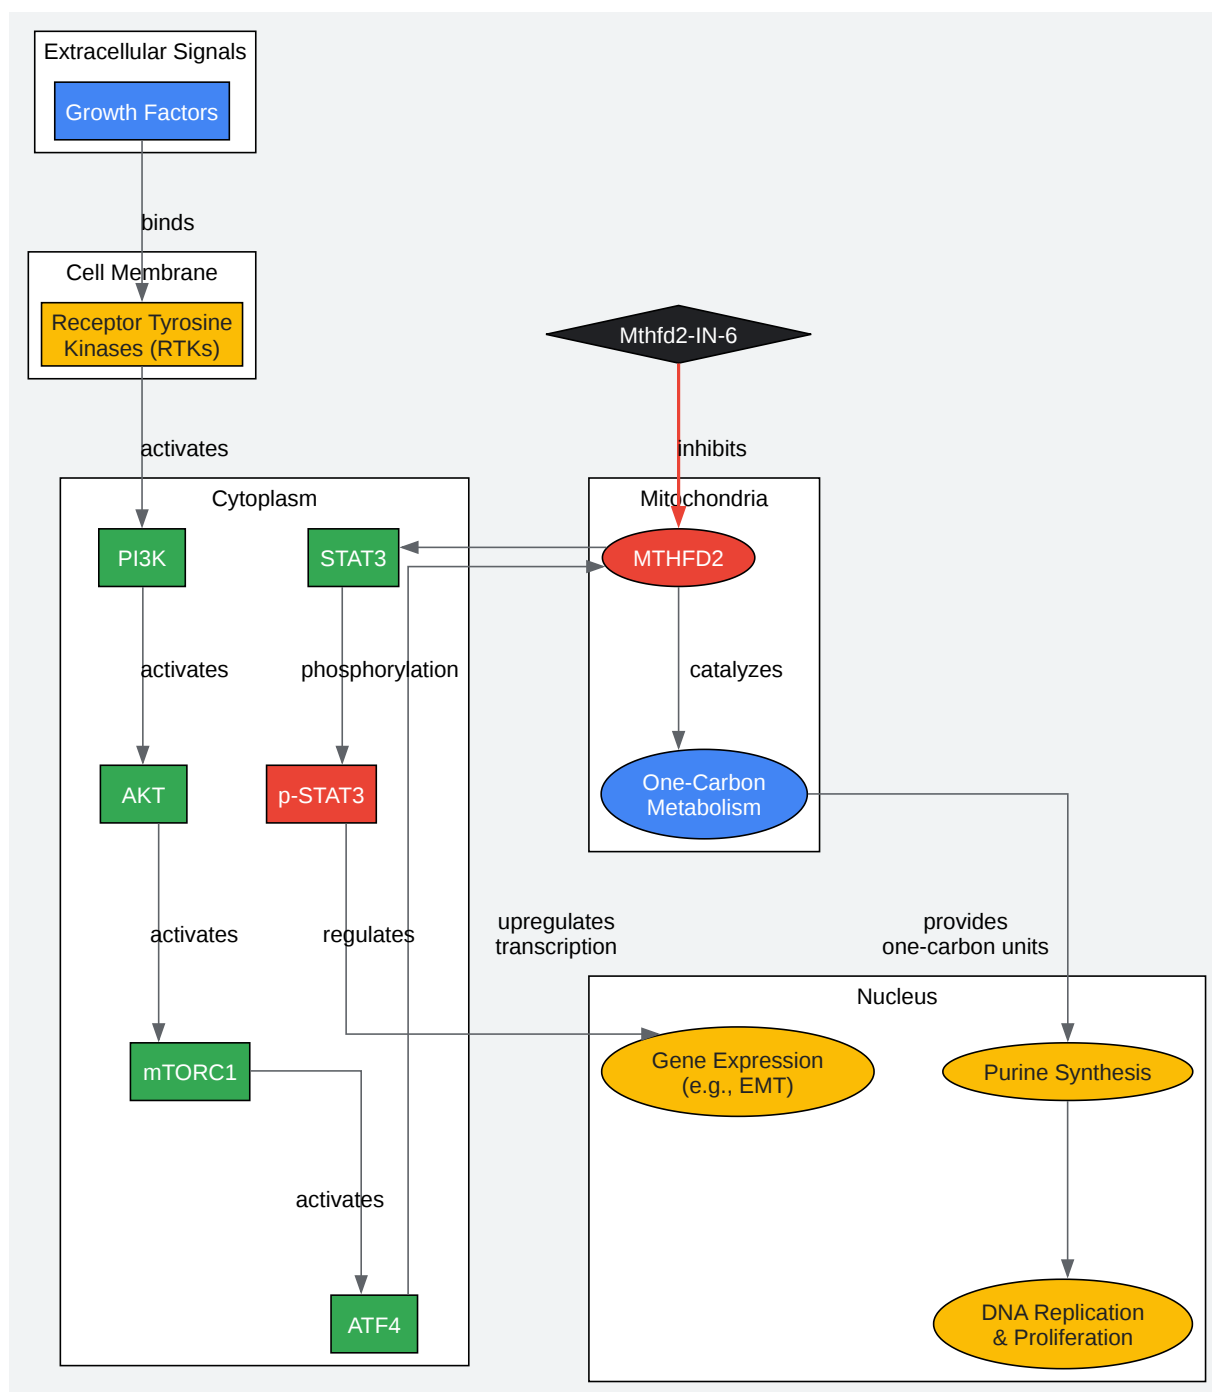 Extracellular Signals
Growth Factors
binds
Cell Membrane
Receptor Tyrosine
Kinases (RTKs)
Mthfd2-IN-6
activates
inhibits
Cytoplasm
Mitochondria
PI3K
STAT3
MTHFD2
activates
phosphorylation
catalyzes
AKT
p-STAT3
One-Carbon
Metabolism
activates
regulates
upregulates
transcription
provides
one-carbon units
Nucleus
mTORC1
Gene Expression
(e.g., EMT)
Purine Synthesis
activates
ATF4
DNA Replication
& Proliferation